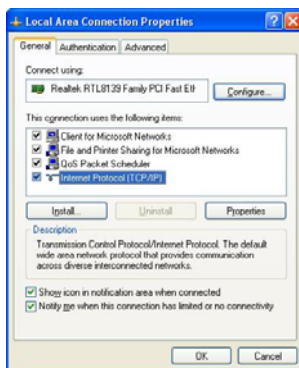 Local Area Connection Properties
General Authentication Advanced
Connect using:
Realtek RTL8139 Family PCI Fast Eth
Configure...
This connection uses the following items:
Client for Microsoft Networks
File and Printer Sharing for Microsoft Networks
QoS Packet Scheduler
Internet Protocol (TCP/IP)
Install... Uninstall Properties
Description
Transmission Control Protocol/Internet Protocol. The default
wide area network protocol that provides communication
across diverse interconnected networks.
Show icon in notification area when connected
Notify me when this connection has limited or no connectivity
OK Cancel